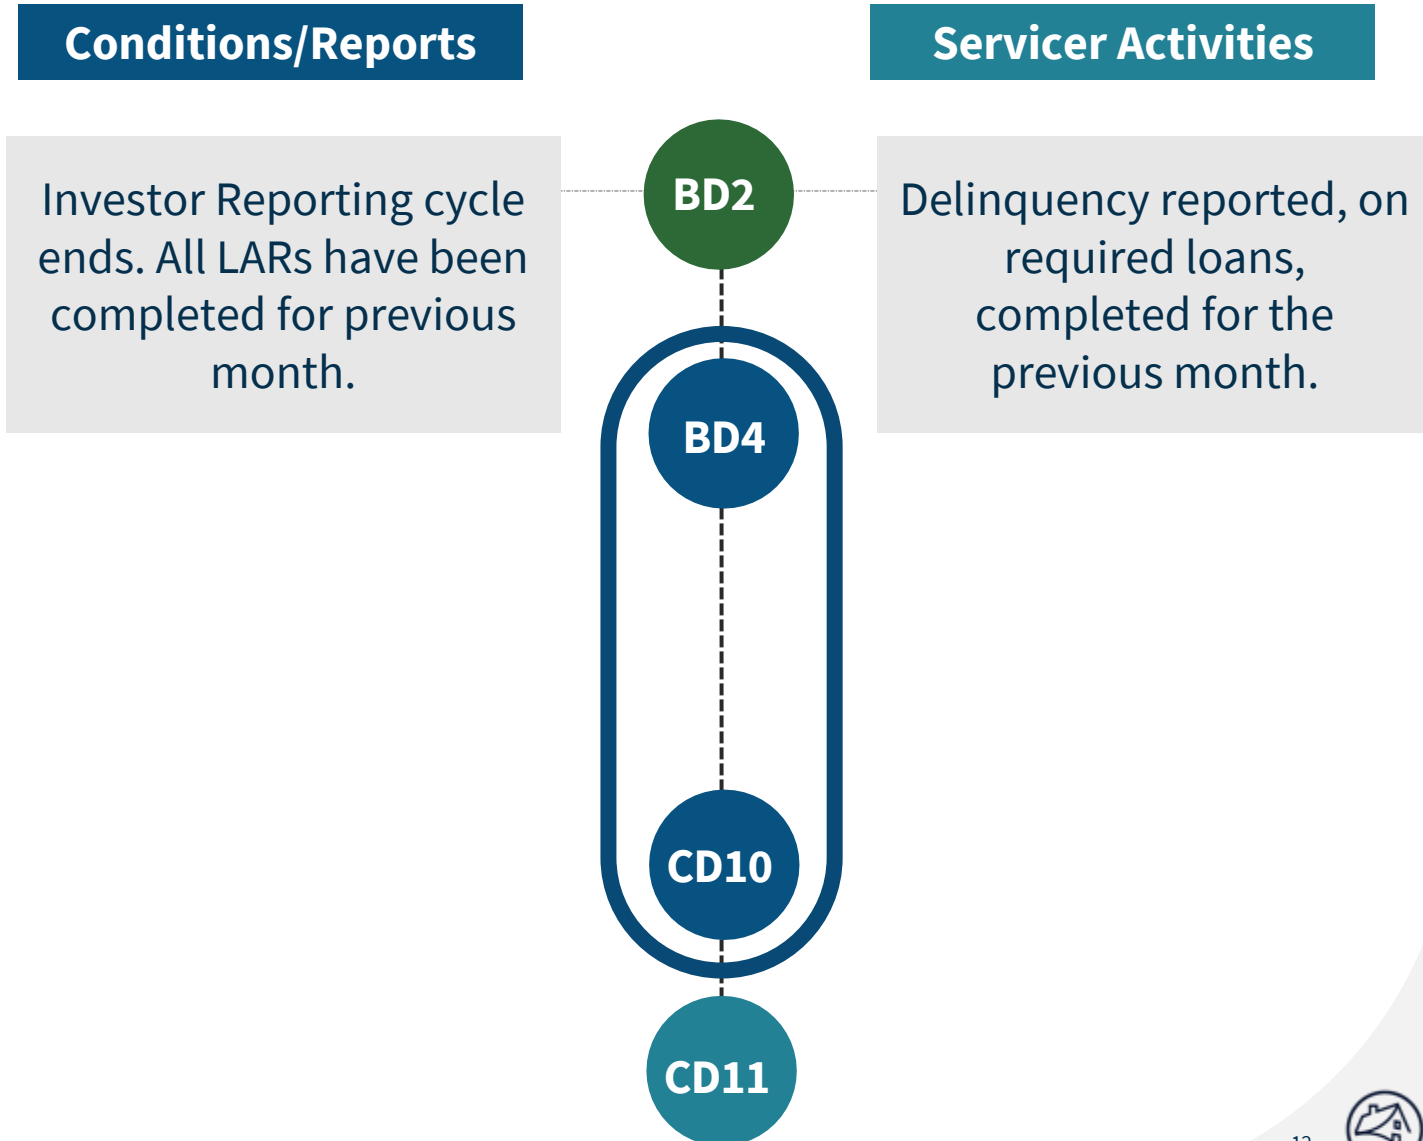 Conditions/Reports
Servicer Activities
Investor Reporting cycle
ends. All LARs have been
completed for previous
month.
BD2
Delinquency reported, on
required loans,
completed for the
previous month.
BD4
CD10
CD11